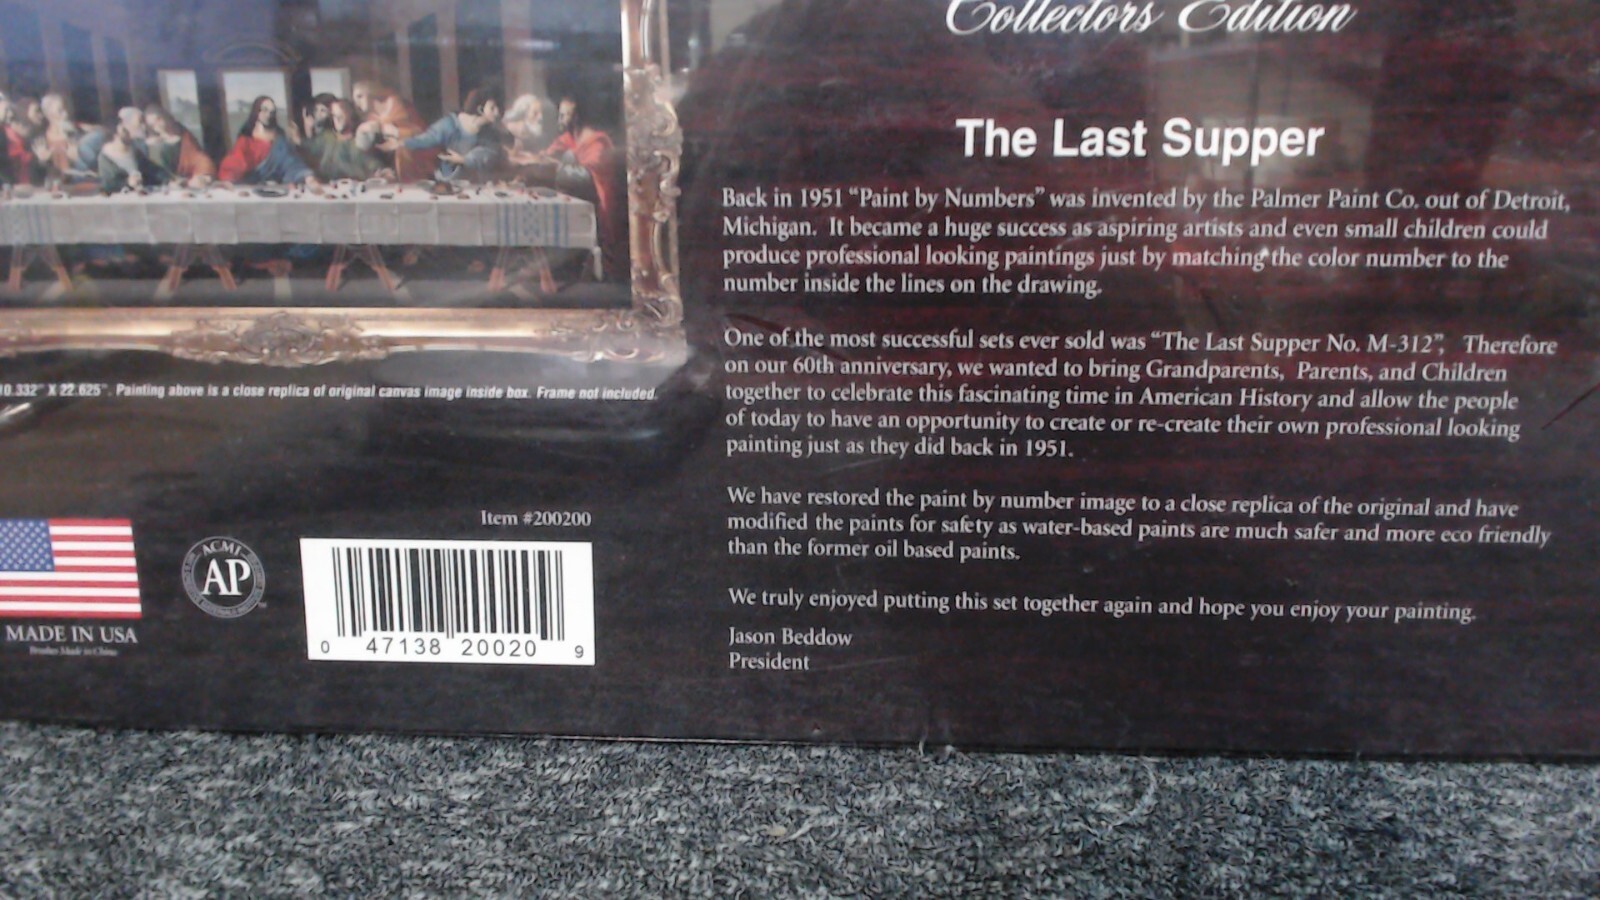 Collectors Edition
The Last Supper
Back in 1951 “Paint by Numbers” was invented by the Palmer Paint Co. out of Detroit,
Michigan. It became a huge success as aspiring artists and even small children could
produce professional looking paintings just by matching the color number to the
number inside the lines on the drawing.
One of the most successful sets ever sold was “The Last Supper No. M-312”, Therefore
on our 60th anniversary, we wanted to bring Grandparents, Parents, and Children
together to celebrate this fascinating time in American History and allow the people
of today to have an opportunity to create or re-create their own professional looking
painting just as they did back in 1951.
We have restored the paint by number image to a close replica of the original and have
modified the paints for safety as water-based paints are much safer and more eco friendly
than the former oil based paints.
We truly enjoyed putting this set together again and hope you enjoy your painting.
Jason Beddow
President
0.332" X 22.625". Painting above is a close replica of original canvas image inside box. Frame not included.
Item #200200
0 47138 20020 9
ACMI
AP
MADE IN USA
Brushes Made in China